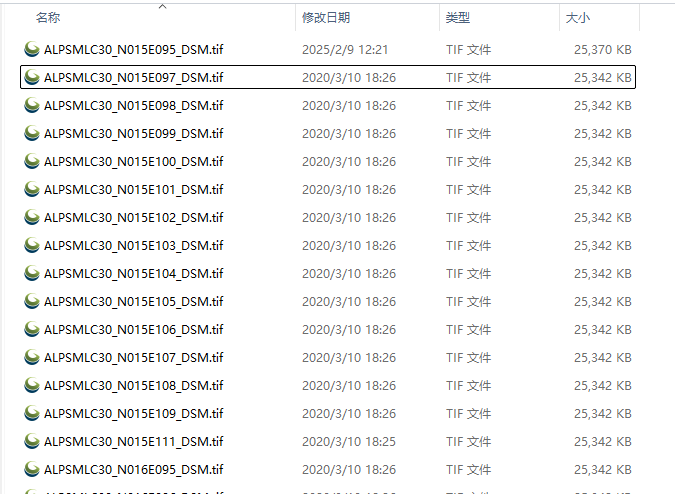 名称 修改日期 类型 大小
ALPSMLC30_N015E095_DSM.tif 2025/2/9 12:21 TIF 文件 25,370 KB
ALPSMLC30_N015E097_DSM.tif 2020/3/10 18:26 TIF 文件 25,342 KB
ALPSMLC30_N015E098_DSM.tif 2020/3/10 18:26 TIF 文件 25,342 KB
ALPSMLC30_N015E099_DSM.tif 2020/3/10 18:26 TIF 文件 25,342 KB
ALPSMLC30_N015E100_DSM.tif 2020/3/10 18:26 TIF 文件 25,342 KB
ALPSMLC30_N015E101_DSM.tif 2020/3/10 18:26 TIF 文件 25,342 KB
ALPSMLC30_N015E102_DSM.tif 2020/3/10 18:26 TIF 文件 25,342 KB
ALPSMLC30_N015E103_DSM.tif 2020/3/10 18:26 TIF 文件 25,342 KB
ALPSMLC30_N015E104_DSM.tif 2020/3/10 18:26 TIF 文件 25,342 KB
ALPSMLC30_N015E105_DSM.tif 2020/3/10 18:26 TIF 文件 25,342 KB
ALPSMLC30_N015E106_DSM.tif 2020/3/10 18:26 TIF 文件 25,342 KB
ALPSMLC30_N015E107_DSM.tif 2020/3/10 18:26 TIF 文件 25,342 KB
ALPSMLC30_N015E108_DSM.tif 2020/3/10 18:26 TIF 文件 25,342 KB
ALPSMLC30_N015E109_DSM.tif 2020/3/10 18:26 TIF 文件 25,342 KB
ALPSMLC30_N015E111_DSM.tif 2020/3/10 18:25 TIF 文件 25,342 KB
ALPSMLC30_N016E095_DSM.tif 2020/3/10 18:26 TIF 文件 25,342 KB